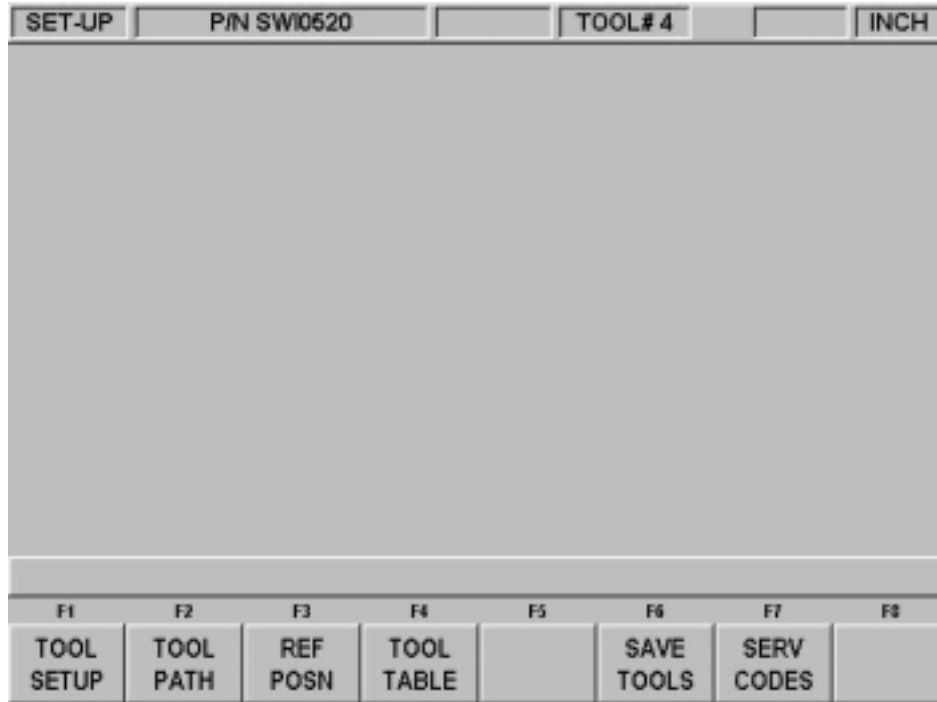 SET-UP P/N SWI0520 TOOL# 4 INCH
F1 F2 F3 F4 F5 F6 F7 F8
TOOL TOOL REF TOOL SAVE SERV
SETUP PATH POSN TABLE TOOLS CODES